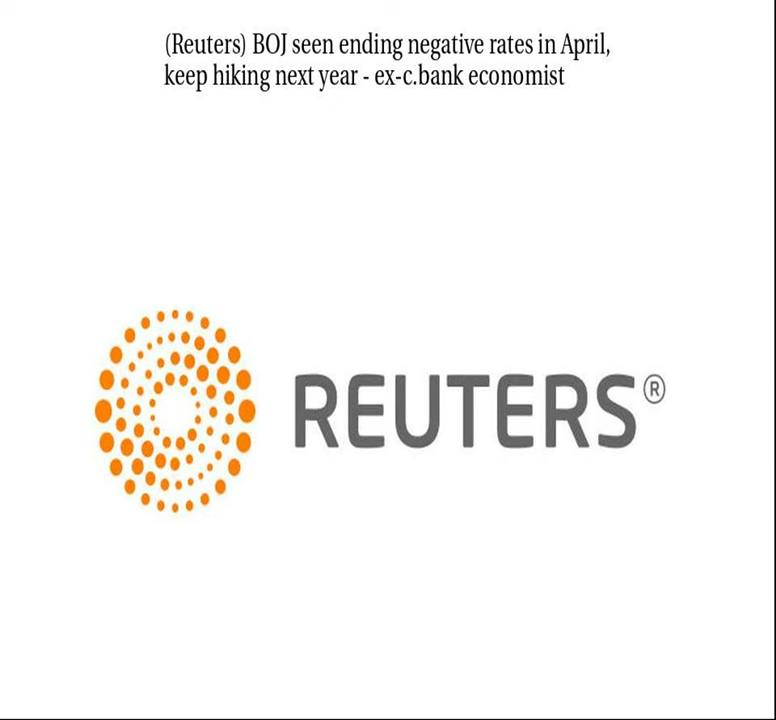 (Reuters) BOJ seen ending negative rates in April,
keep hiking next year - ex-c.bank economist
REUTERS®